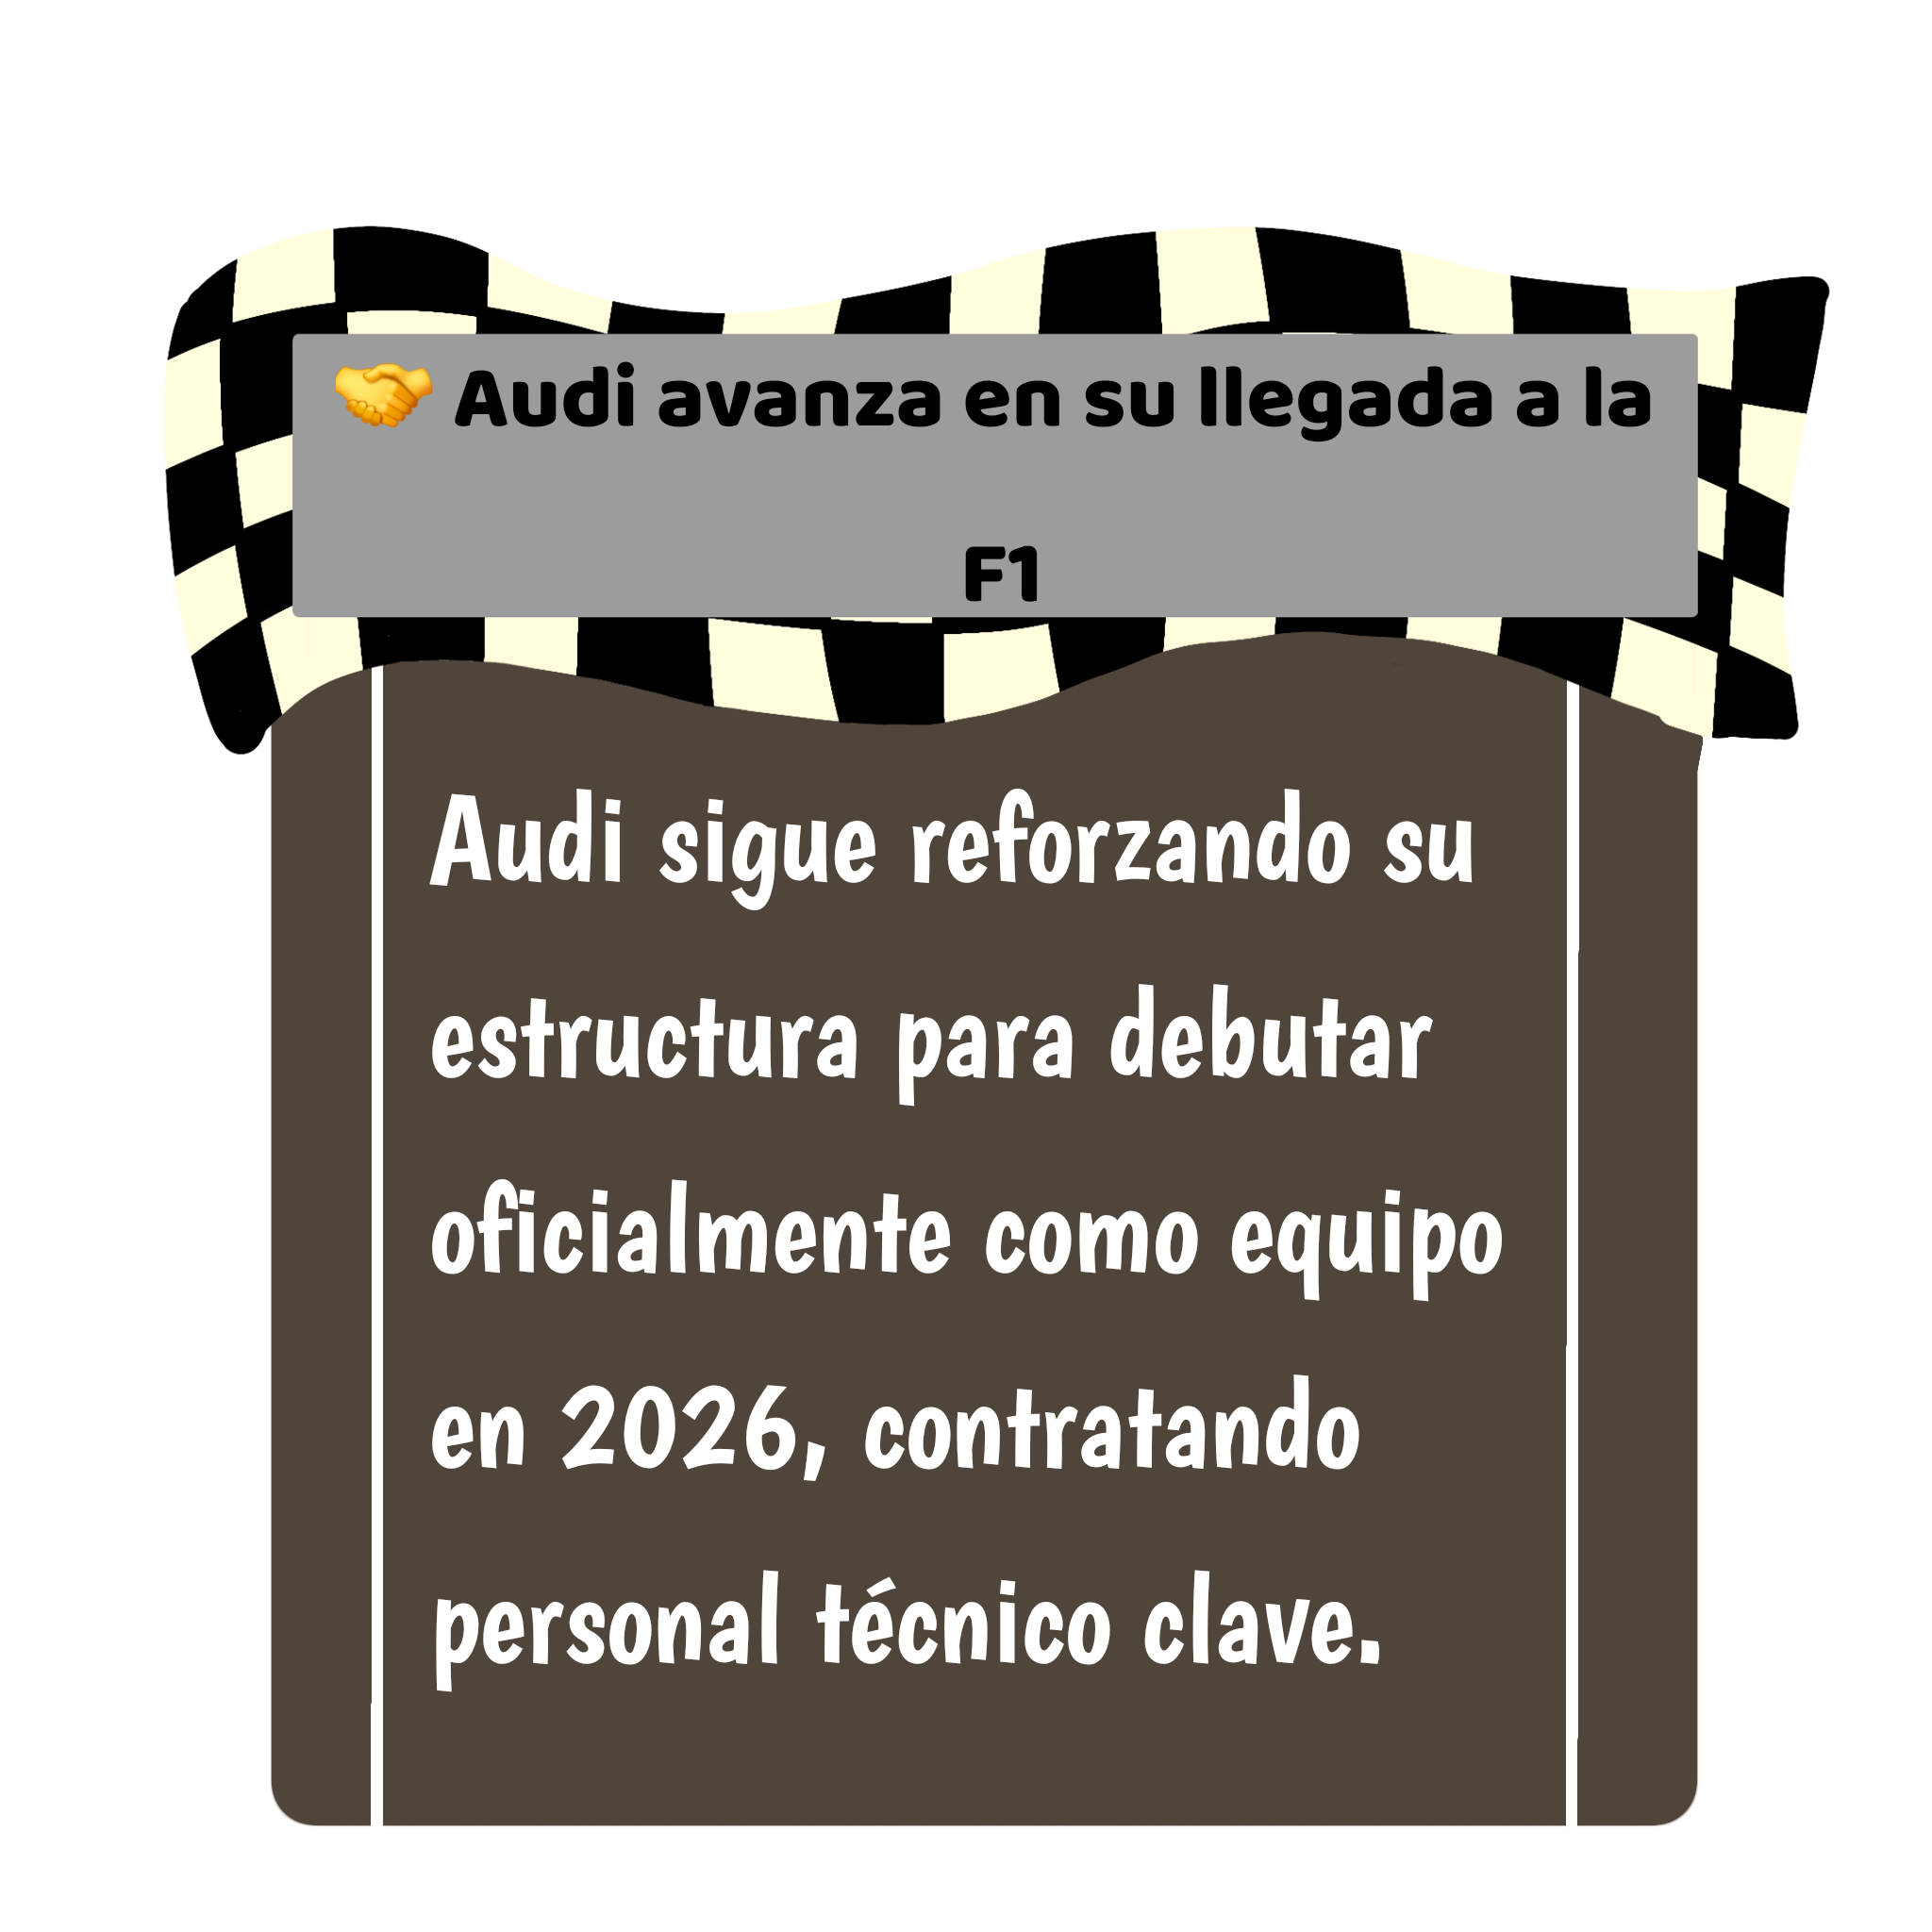 🤝 Audi avanza en su llegada a la
F1
Audi sigue reforzando su
estructura para debutar
oficialmente como equipo
en 2026, contratando
personal técnico clave.